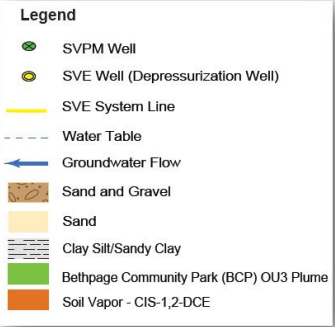 Legend
SVPM Well
SVE Well (Depressurization Well)
SVE System Line
Water Table
Groundwater Flow
Sand and Gravel
Sand
Clay Silt/Sandy Clay
Bethpage Community Park (BCP) OU3 Plume
Soil Vapor - CIS-1,2-DCE